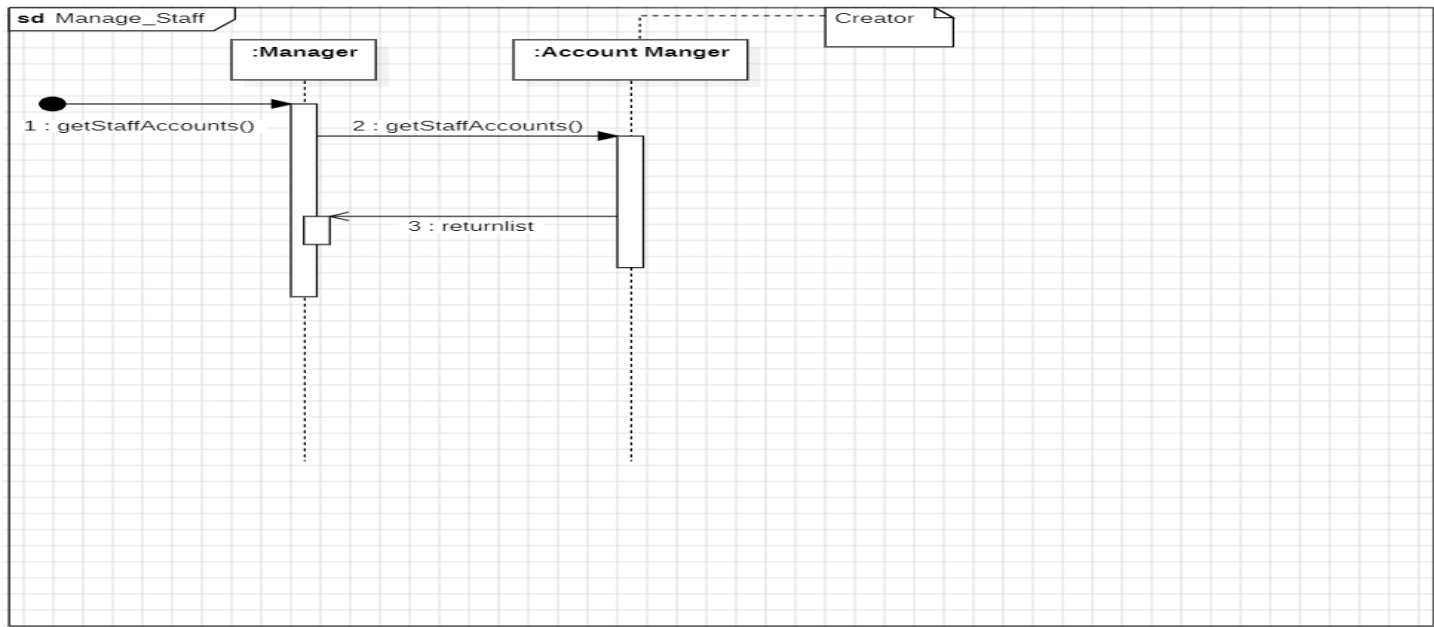 sd Manage_Staff
Creator
:Manager
:Account Manger
1 : getStaffAccounts()
2 : getStaffAccounts()
3 : returnlist